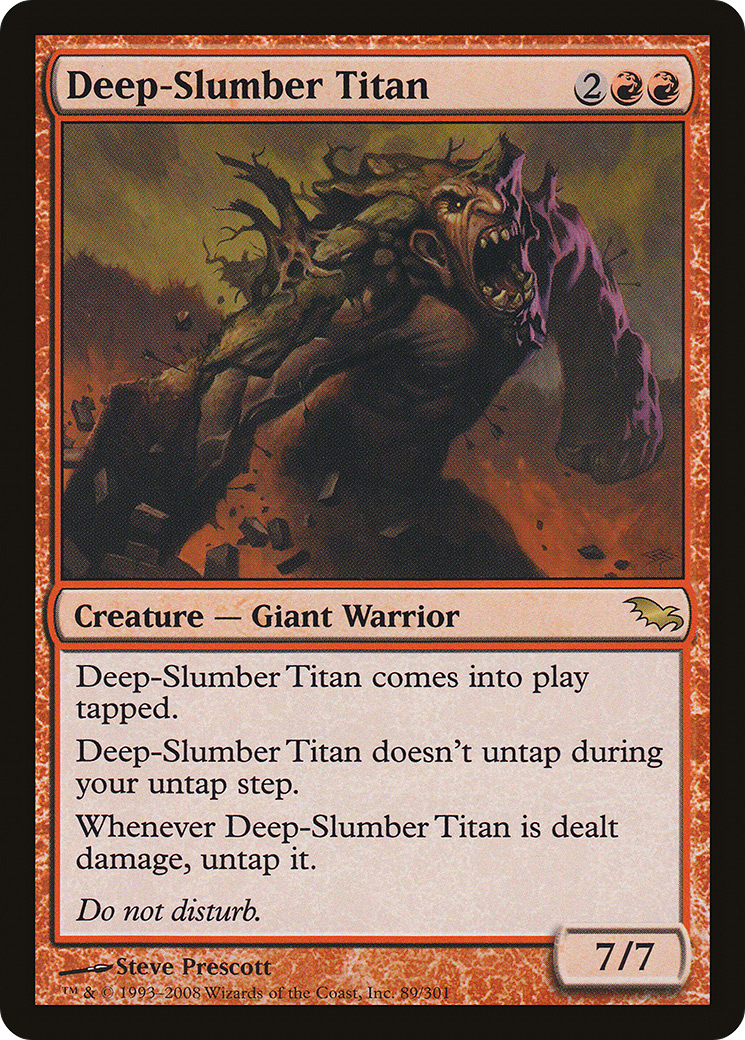 Deep-Slumber Titan 2
Creature — Giant Warrior
Deep-Slumber Titan comes into play
tapped.
Deep-Slumber Titan doesn't untap during
your untap step.
Whenever Deep-Slumber Titan is dealt
damage, untap it.
Do not disturb.
7/7
Steve Prescott
™ & © 1993–2008 Wizards of the Coast, Inc. 89/301